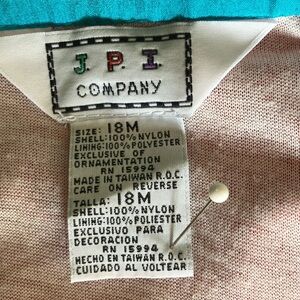 J. P. I.
COMPANY
SIZE: 18M
SHELL:100%NYLON
LINING:100%POLYESTER
EXCLUSIVE OF
ORNAMENTATION
RN 15994
MADE IN TAIWAN R.O.C.
CARE ON REVERSE
TALLA: 18M
SHELL:100%NYLON
LINING:100%POLIESTER
EXCLUSIVO PARA
DECORACION
RN 15994
HECHO EN TAIWAN R.O.C.
CUIDADO AL VOLTEAR